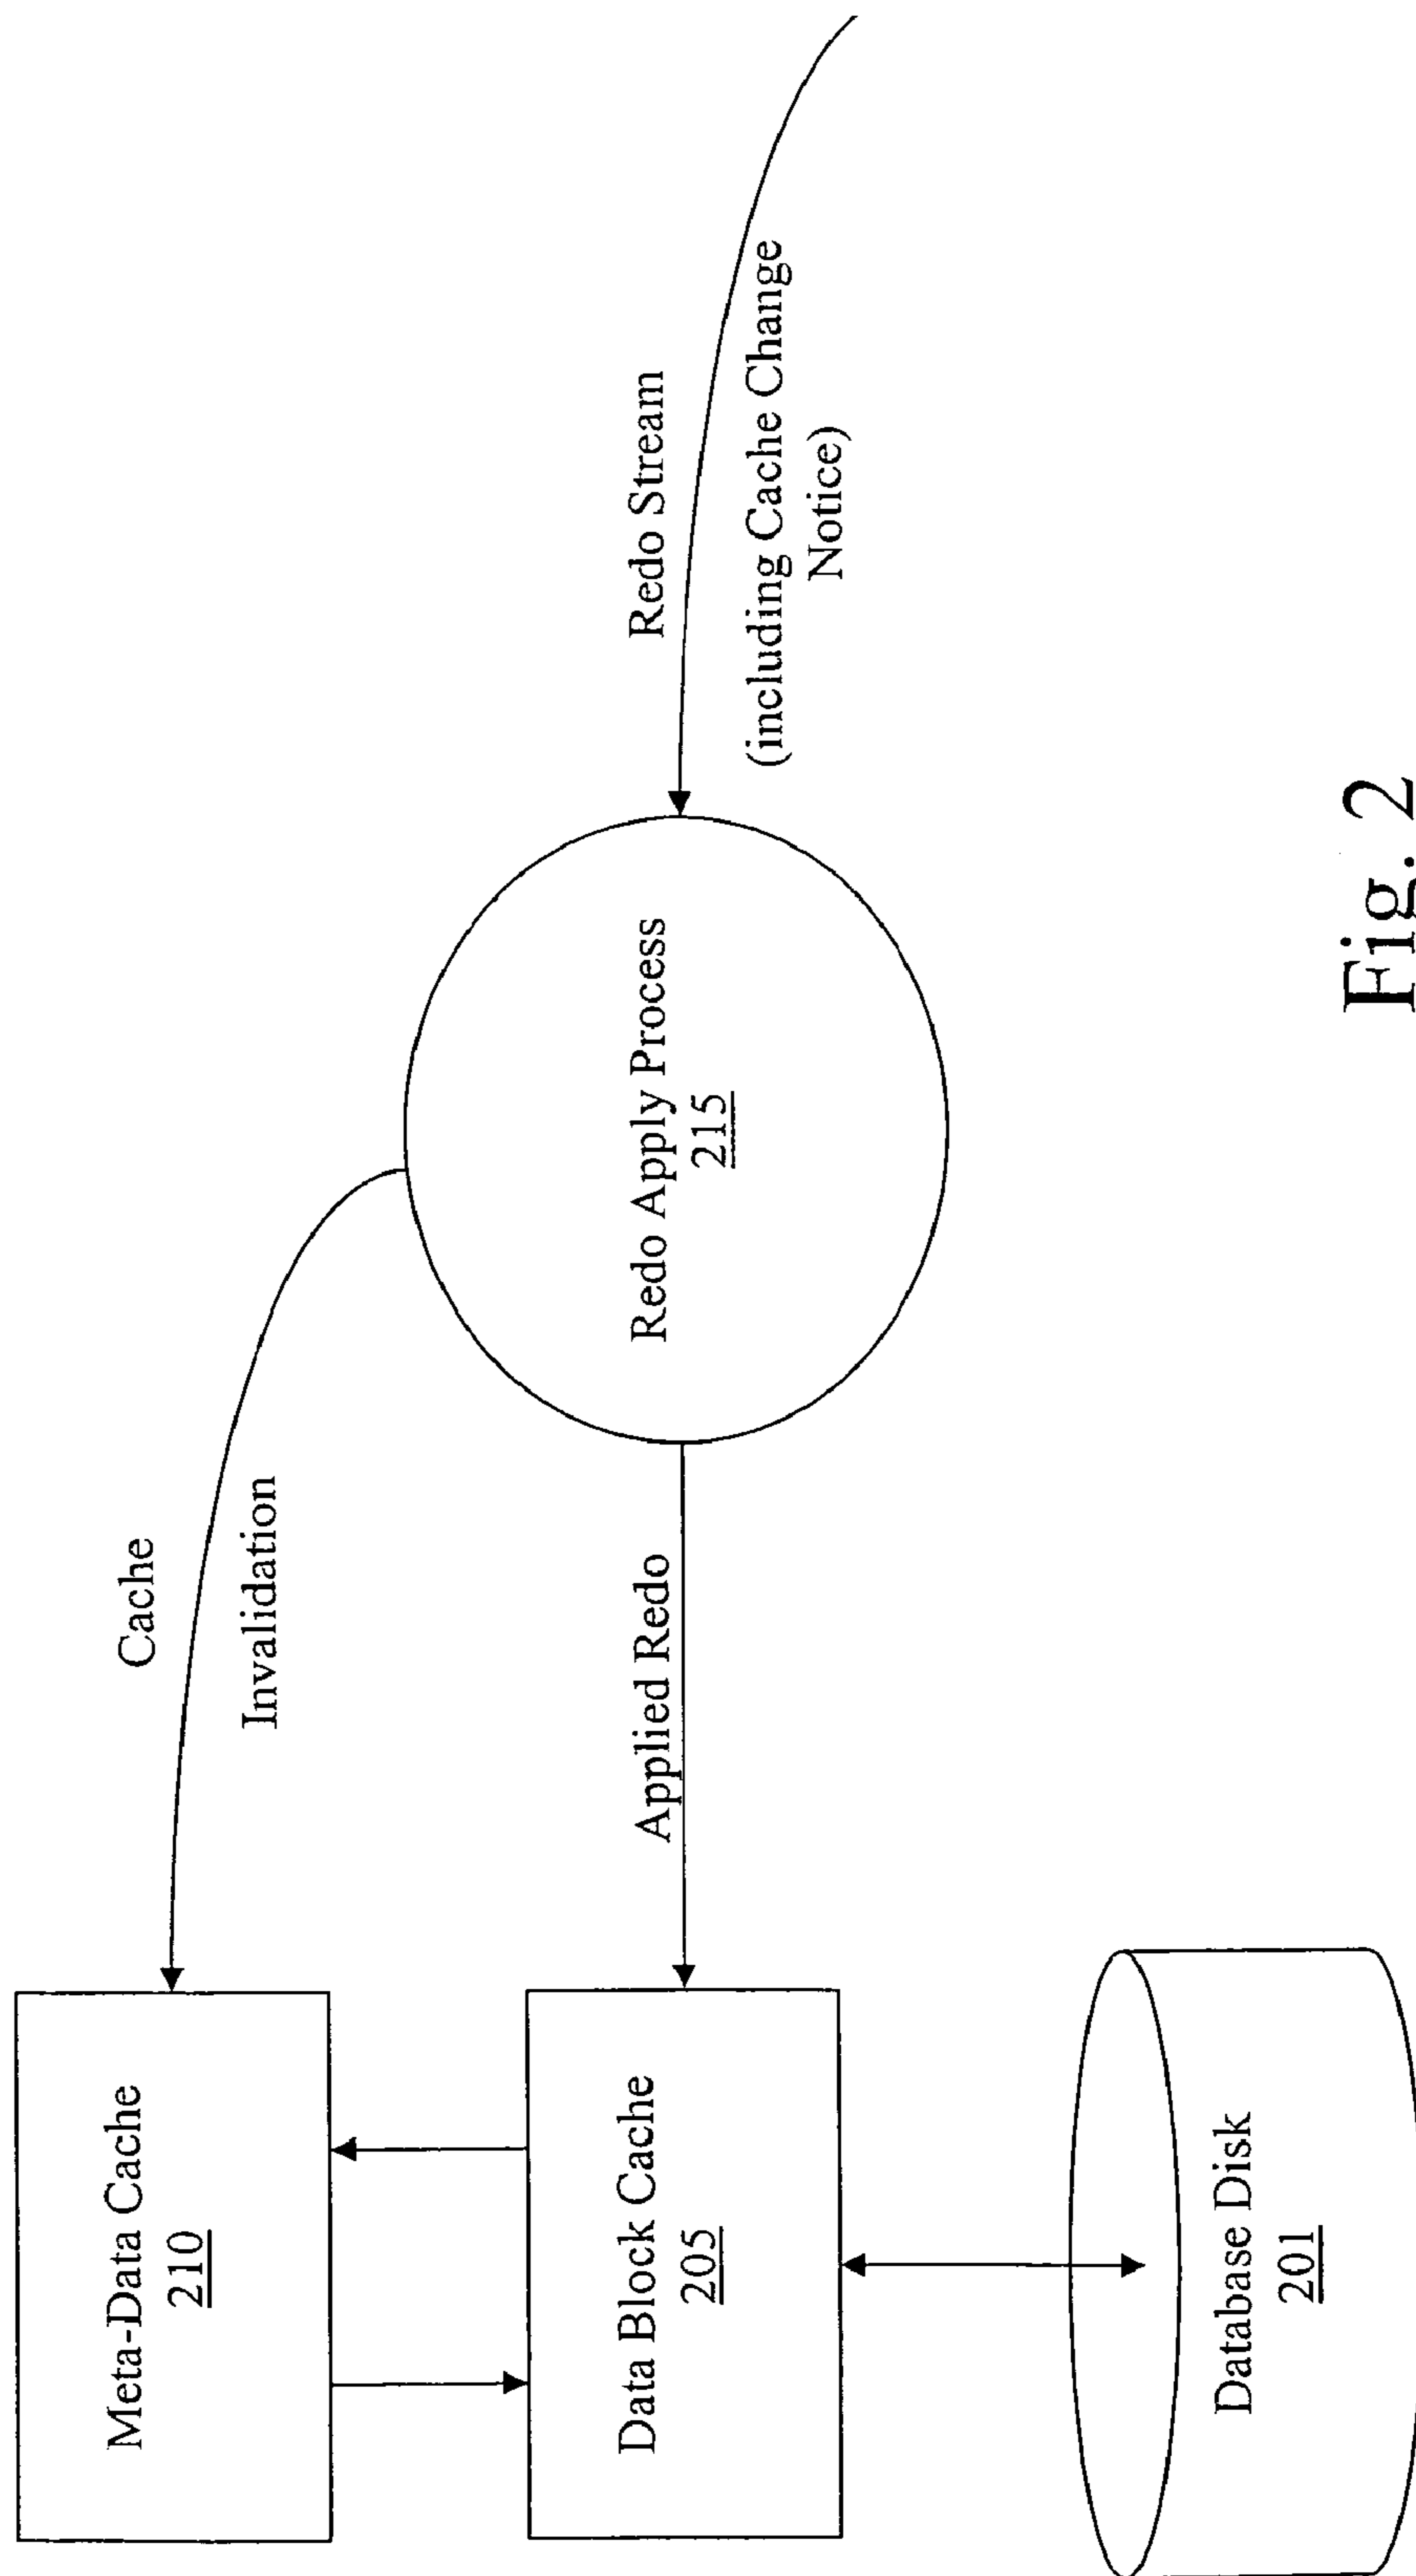 Meta-Data Cache
210
Cache
Invalidation
Data Block Cache
205
Applied Redo
Redo Apply Process
215
Redo Stream
(including Cache Change
Notice)
Database Disk
201
Fig. 2